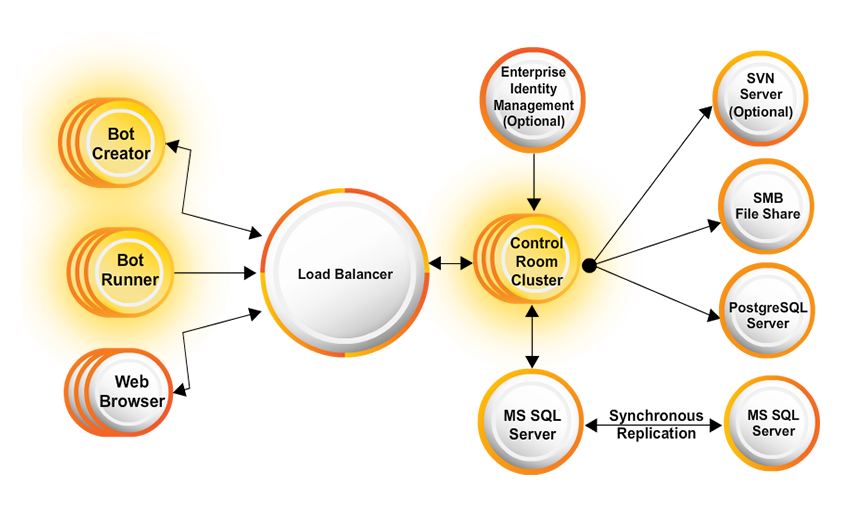 Bot
Creator
Bot
Runner
Web
Browser
Load Balancer
Enterprise
Identity
Management
(Optional)
Control
Room
Cluster
MS SQL
Server
Synchronous
Replication
SVN
Server
(Optional)
SMB
File Share
PostgreSQL
Server
MS SQL
Server